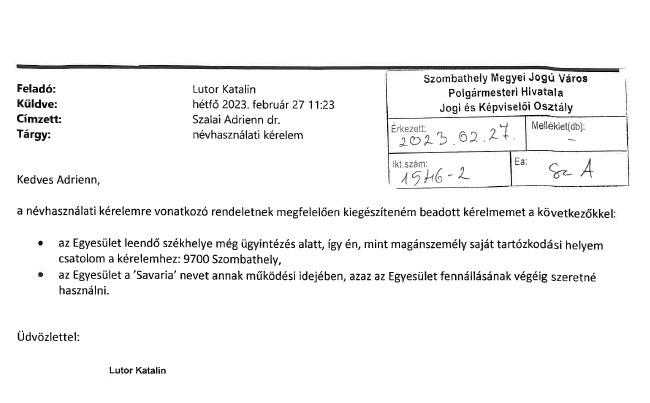 Feladó: Lutor Katalin
Küldve: hétfő 2023. február 27 11:23
Címzett: Szalai Adrienn dr.
Tárgy: névhasználati kérelem
Szombathely Megyei Jogú Város
Polgármesteri Hivatala
Jogi és Képviselői Osztály
Érkezett: 2023.02.27. Melléklet(db): -
Ikt.szám: 1546-2 Ea: Sz A
Kedves Adrienn,
a névhasználati kérelemre vonatkozó rendeletnek megfelelően kiegészíteném beadott kérelmemet a következőkkel:
• az Egyesület leendő székhelye még ügyintézés alatt, így én, mint magánszemély saját tartózkodási helyem
csatolom a kérelemhez: 9700 Szombathely,
• az Egyesület a 'Savaria' nevet annak működési idejében, azaz az Egyesület fennállásának végéig szeretné
használni.
Üdvözlettel:
Lutor Katalin